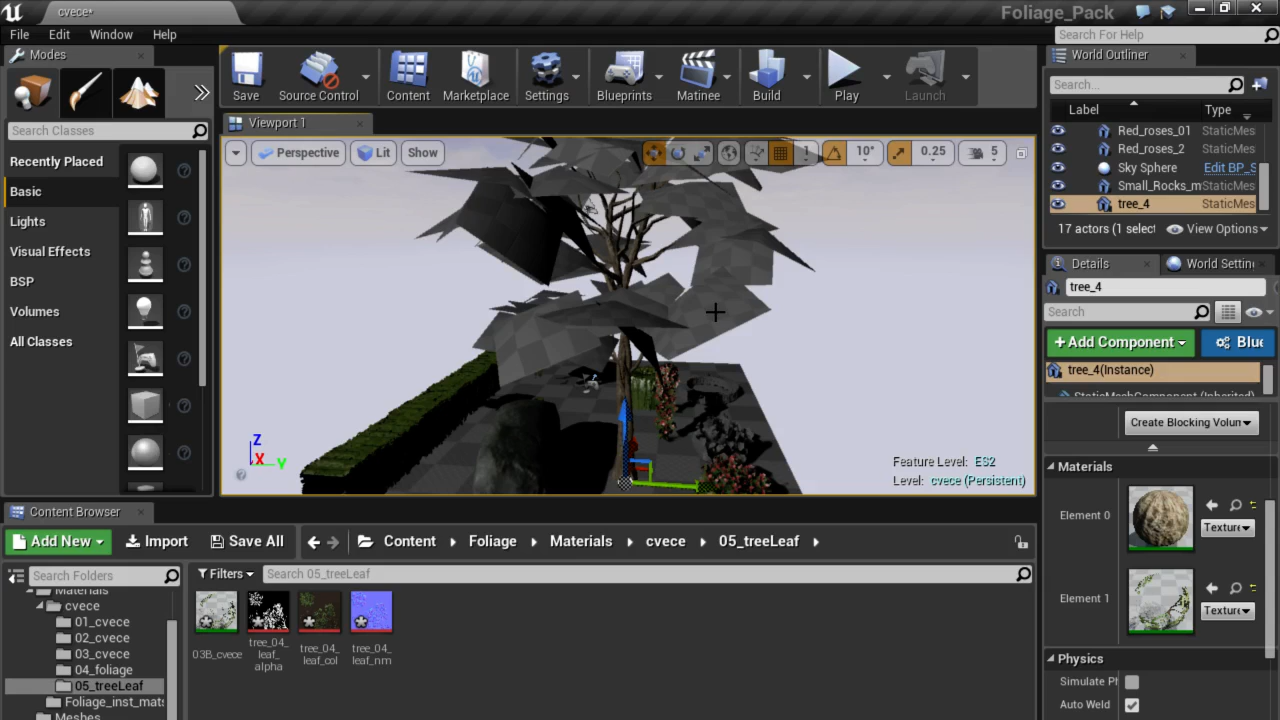 cvece*
Foliage_Pack
File Edit Window Help
Search For Help
Modes
Save
Source Control
Content
Marketplace
Settings
Blueprints
Matinee
Build
Play
Launch
World Outliner
Search...
Label
Type
Red_roses_01 StaticMes
Red_roses_2 StaticMes
Sky Sphere Edit BP_S
Small_Rocks_m StaticMes
tree_4 StaticMes
17 actors (1 select
View Options
Search Classes
Recently Placed
Basic
Lights
Visual Effects
BSP
Volumes
All Classes
Viewport 1
Perspective
Lit
Show
1
10°
0.25
5
Z
X
Y
Feature Level: ES2
Level: cvece (Persistent)
Details
World Settin
tree_4
Search
+Add Component
Blue
tree_4(Instance)
StaticMeshComponent (Inherited)
Create Blocking Volun
Materials
Element 0
Texture
Element 1
Texture
Physics
Simulate Ph
Auto Weld
Content Browser
Add New
Import
Save All
Content
Foliage
Materials
cvece
05_treeLeaf
Search Folders
Filters
Search 05_treeLeaf
Materials
cvece
01_cvece
02_cvece
03_cvece
04_foliage
05_treeLeaf
Foliage_inst_mats
Meshes
03B_cvece
tree_04_
leaf_
alpha
tree_04_
leaf_col
tree_04_
leaf_nm